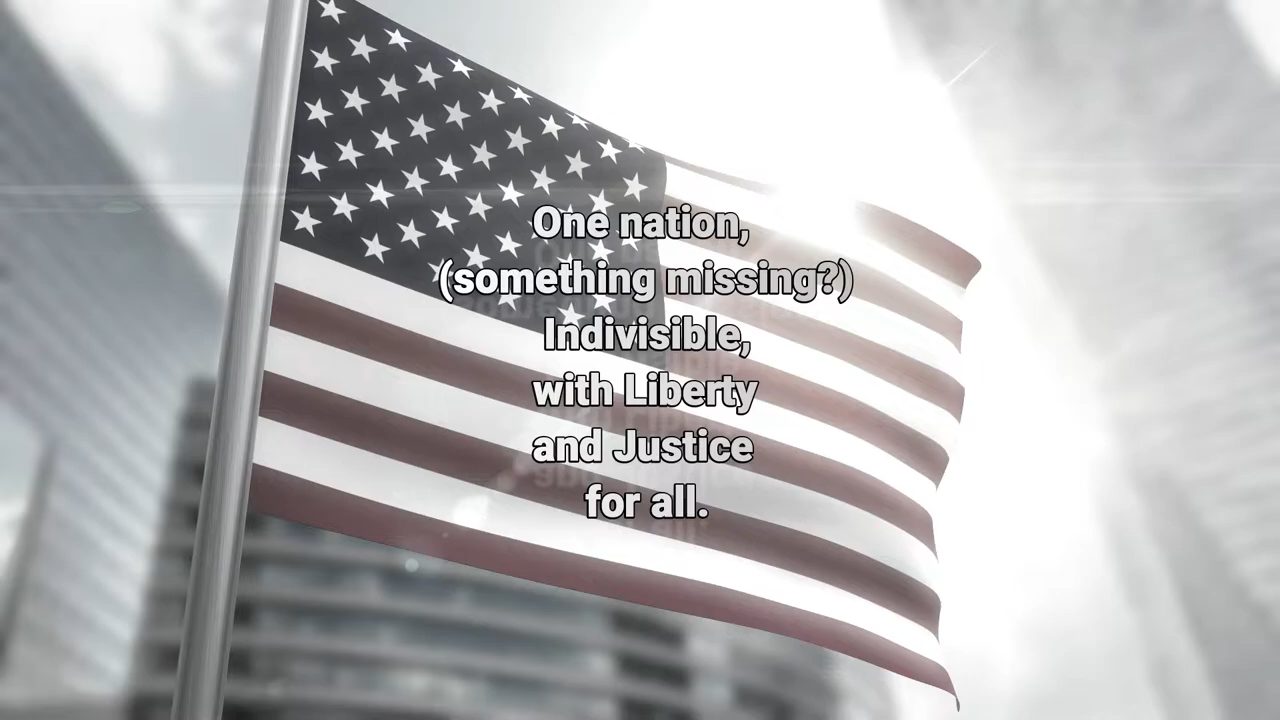 One nation,
(something missing?)
Indivisible,
with Liberty
and Justice
for all.